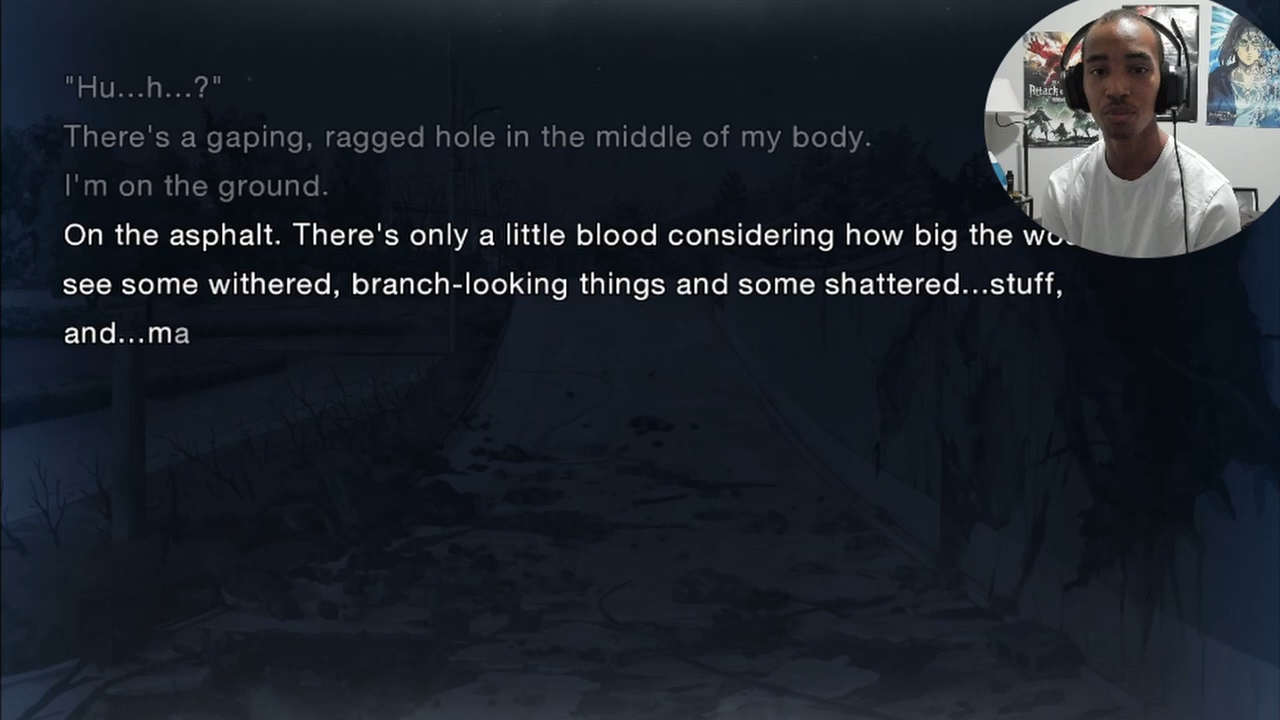 "Hu...h...?"
There's a gaping, ragged hole in the middle of my body.
I'm on the ground.
On the asphalt. There's only a little blood considering how big the
see some withered, branch-looking things and some shattered...stuff,
and...ma
Attack